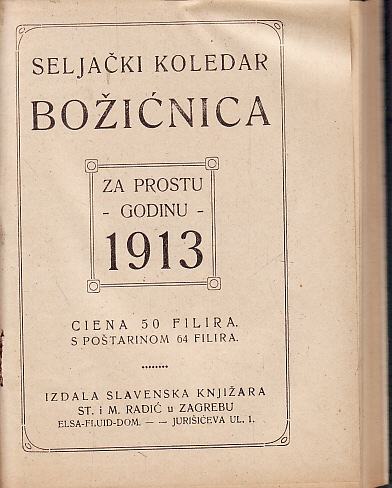 SELJAČKI KOLEDAR
BOŽIĆNICA
ZA PROSTU
- GODINU -
1913
CIENA 50 FILIRA.
S POŠTARINOM 64 FILIRA.
IZDALA SLAVENSKA KNJIŽARA
ST. i M. RADIĆ u ZAGREBU
ELSA-FLUID-DOM. — — JURIŠIĆEVA UL. 1.